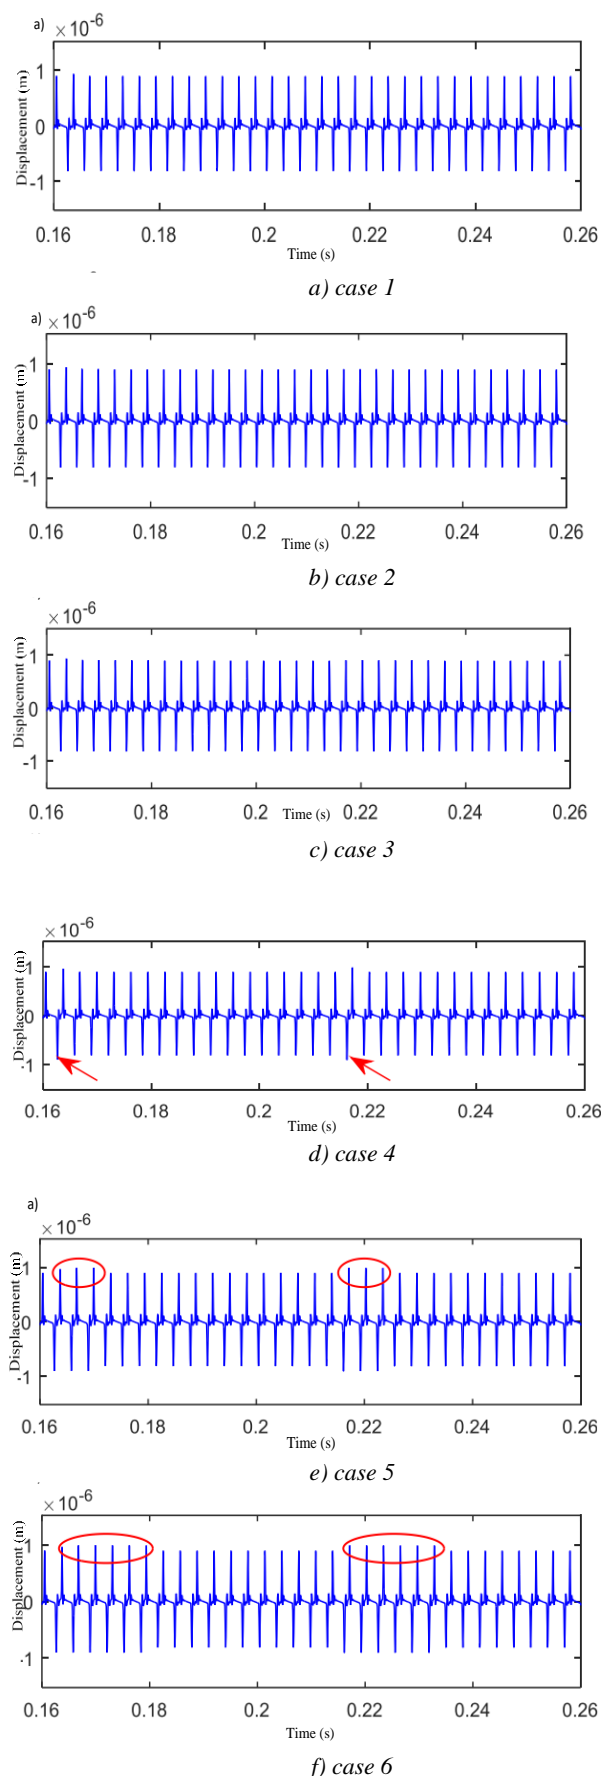 a) ×10-6
Displacement (m)
1
0
-1
0.16 0.18 0.2 0.22 0.24 0.26
Time (s)
a) case 1
a) ×10-6
Displacement (m)
1
0
-1
0.16 0.18 0.2 0.22 0.24 0.26
Time (s)
b) case 2
×10-6
Displacement (m)
1
0
-1
0.16 0.18 0.2 Time (s) 0.22 0.24 0.26
c) case 3
×10-6
Displacement (m)
1
0
-1
0.16 0.18 0.2 0.22 0.24 0.26
Time (s)
d) case 4
a)
×10-6
Displacement (m)
1
0
-1
0.16 0.18 0.2 0.22 0.24 0.26
Time (s)
e) case 5
×10-6
Displacement (m)
1
0
-1
0.16 0.18 0.2 0.22 0.24 0.26
Time (s)
f) case 6